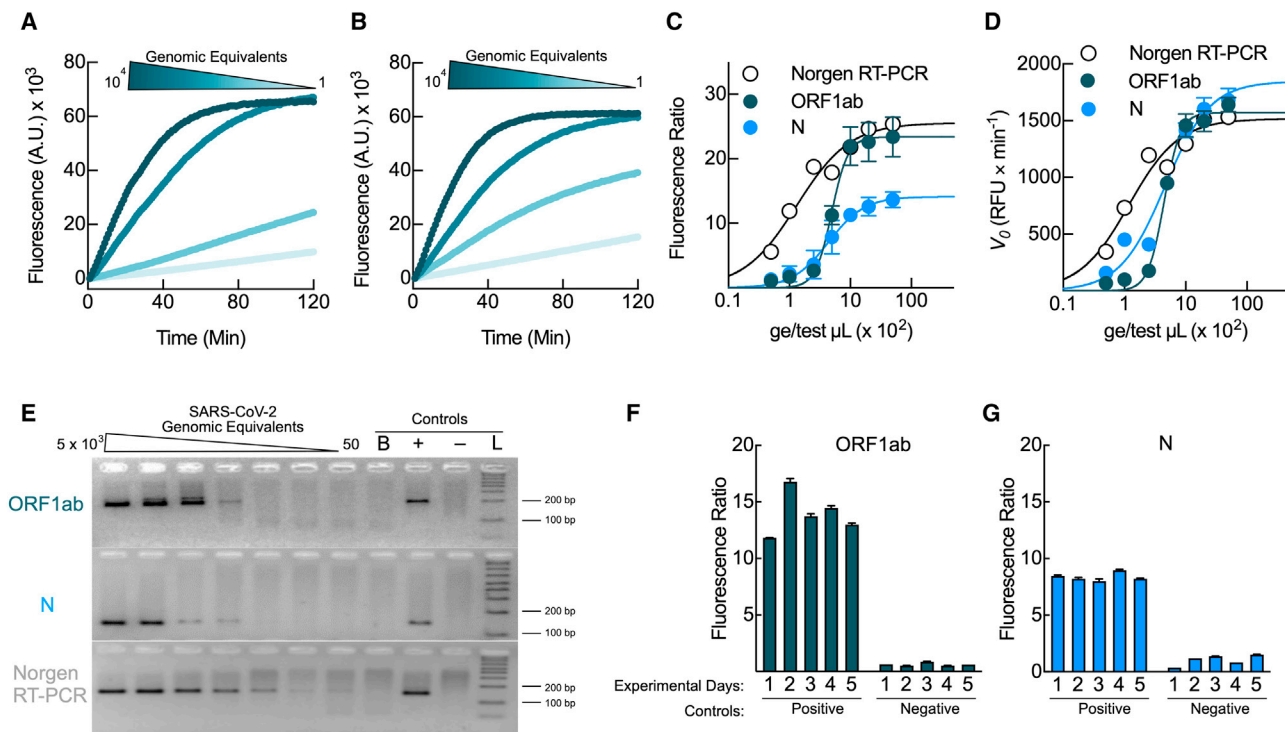 A
Genomic Equivalents
10⁴
1
Fluorescence (A.U.) x 10³
80
60
40
20
0
0 40 80 120
Time (Min)
B
Genomic Equivalents
10⁴
1
Fluorescence (A.U.) x 10³
80
60
40
20
0
0 40 80 120
Time (Min)
C
Norgen RT-PCR
ORF1ab
N
Fluorescence Ratio
30
20
10
0.1 1 10 100
ge/test µL (x 10²)
D
Norgen RT-PCR
ORF1ab
N
V₀ (RFU × min⁻¹)
2000
1500
1000
500
0.1 1 10 100
ge/test µL (x 10²)
E
SARS-CoV-2
Genomic Equivalents
5 x 10³
50
Controls
B + – L
ORF1ab
200 bp
100 bp
N
200 bp
100 bp
Norgen
RT-PCR
200 bp
100 bp
F
ORF1ab
Fluorescence Ratio
20
15
10
5
0
Experimental Days: 1 2 3 4 5 1 2 3 4 5
Controls: Positive Negative
G
N
Fluorescence Ratio
20
15
10
5
0
1 2 3 4 5 1 2 3 4 5
Positive Negative